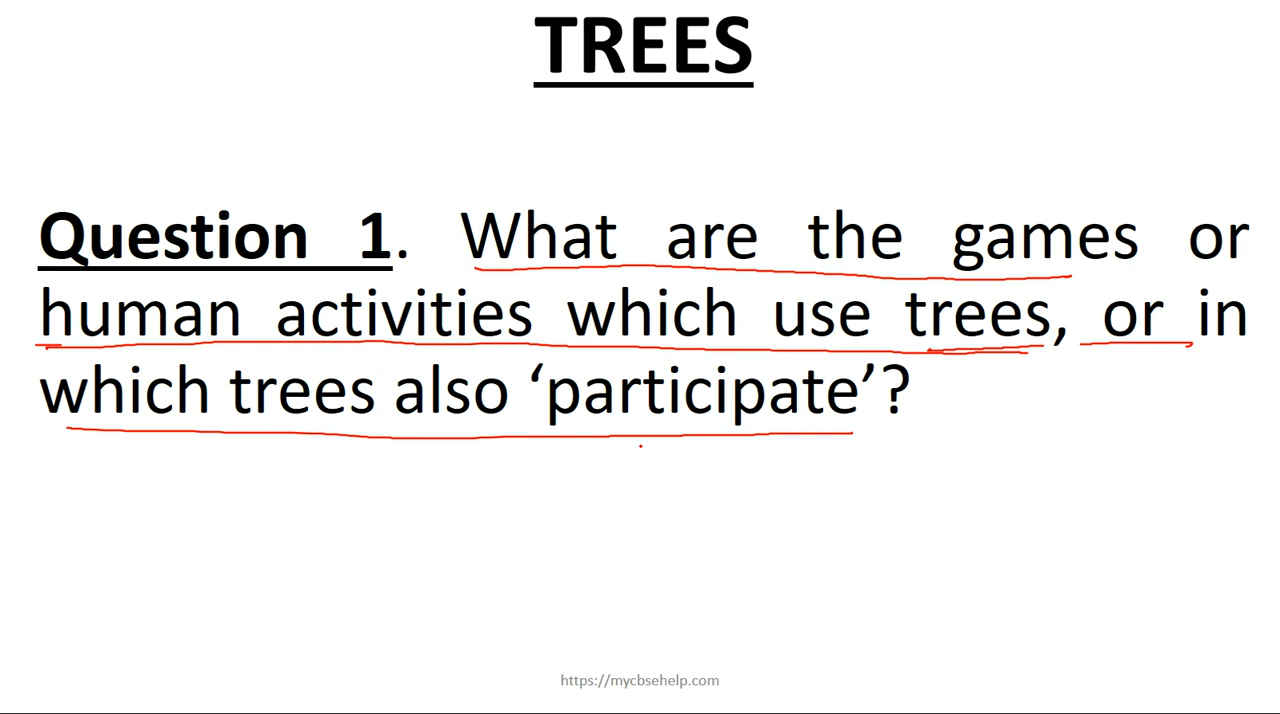 TREES
Question 1. What are the games or
human activities which use trees, or in
which trees also ‘participate’?
https://mycbsehelp.com